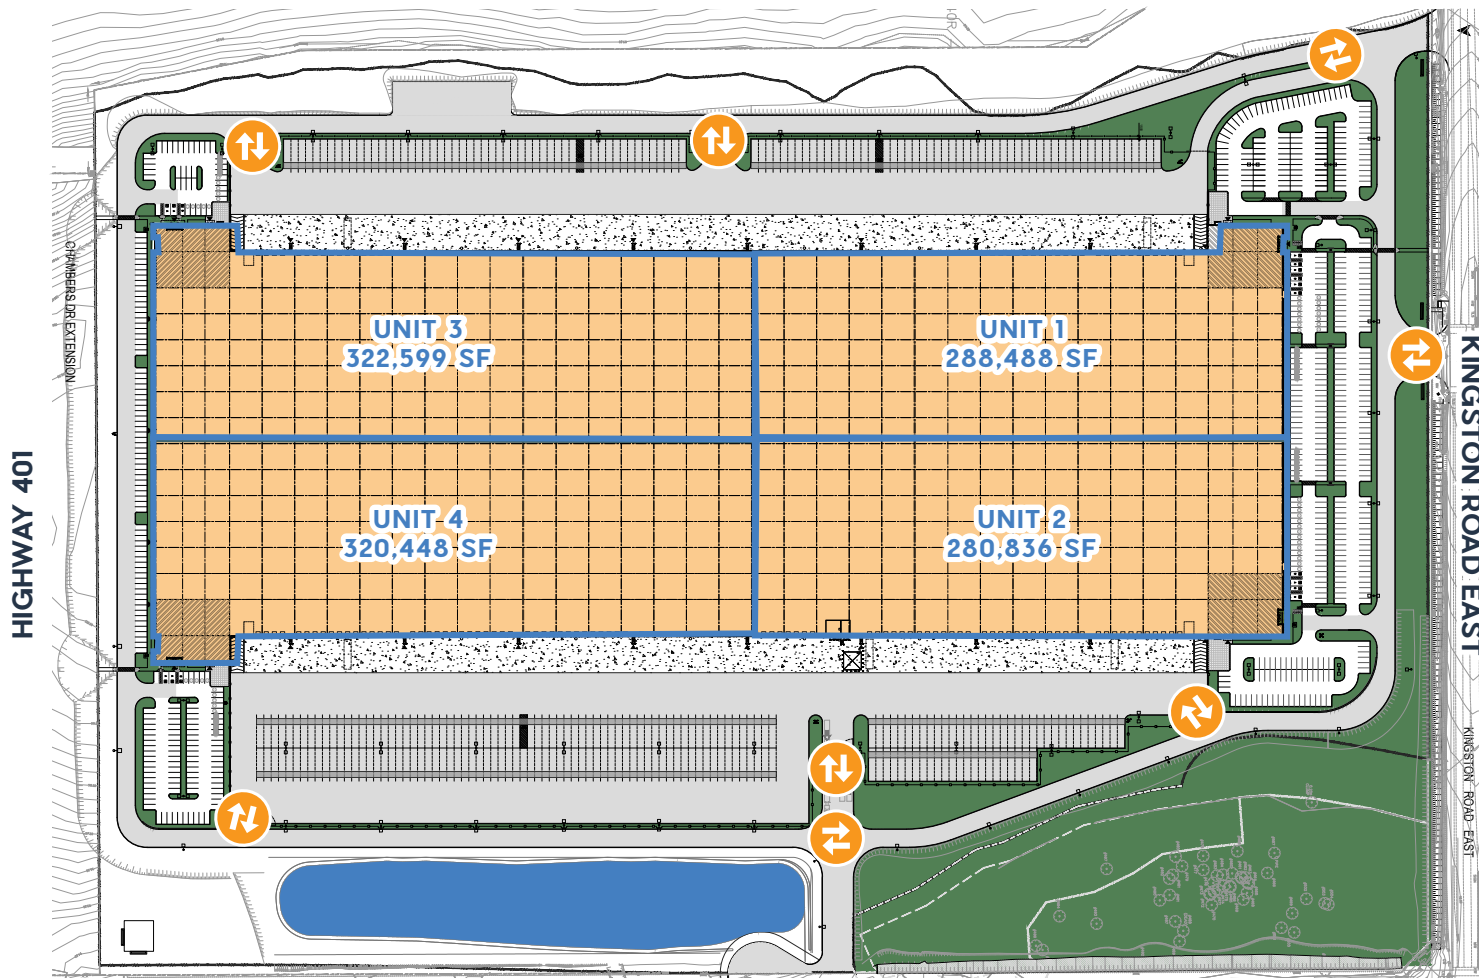 HIGHWAY 401
CHAMBERS DR EXTENSION
UNIT 3
322,599 SF
UNIT 1
288,488 SF
UNIT 4
320,448 SF
UNIT 2
280,836 SF
KINGSTON ROAD EAST
KINGSTON ROAD EAST